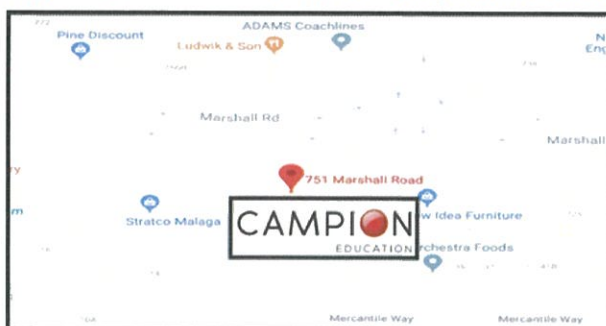 ADAMS Coachlines
Pine Discount
Ludwik & Son
Marshall Rd
Marshall
751 Marshall Road
Stratco Malaga
CAMPION
EDUCATION
w Idea Furniture
rchestra Foods
Mercantile Way
Mercantile Way